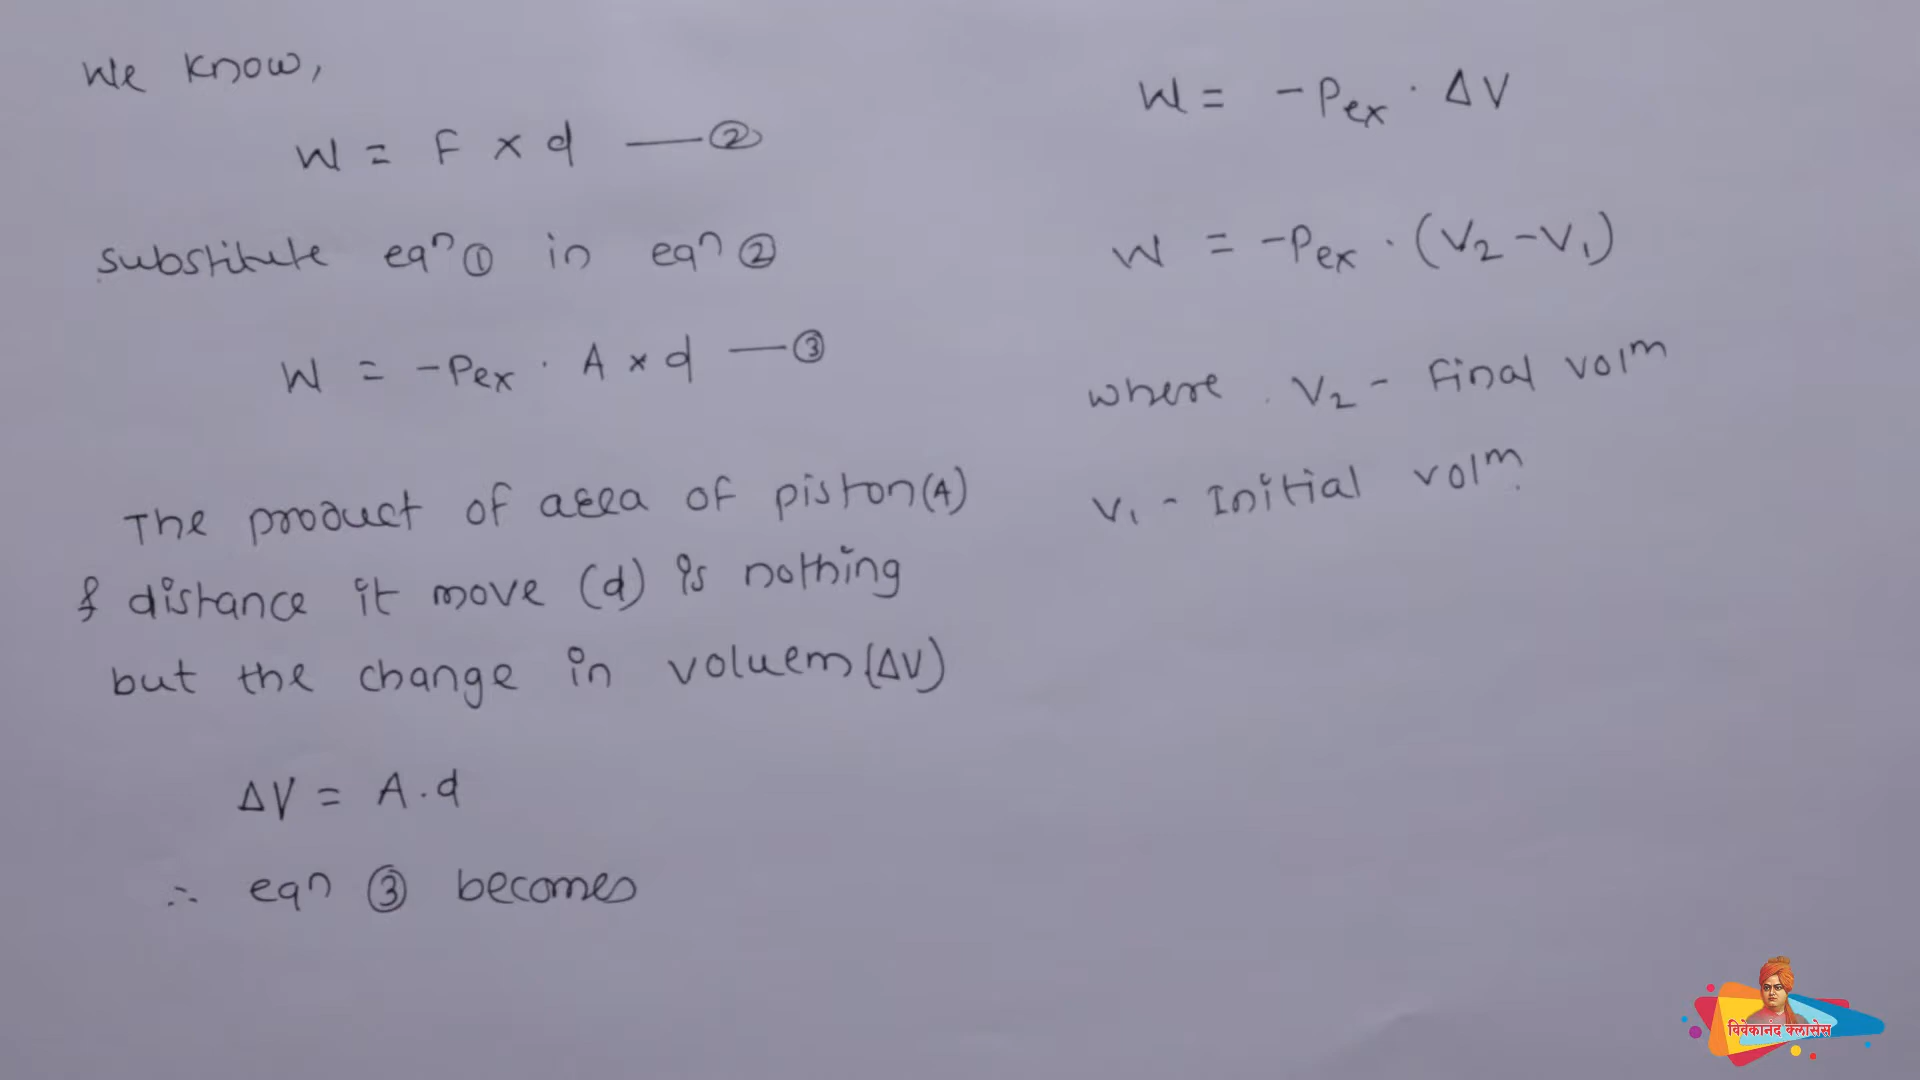 We know,
W = F × d —②
substitute eqⁿ ① in eqⁿ ②
W = -Pex . A × d —③
The product of area of piston(A)
& distance it move (d) is nothing
but the change in voluem (ΔV)
ΔV = A.d
∴ eqn ③ becomes
W = -Pex . ΔV
W = -Pex . (V₂-V₁)
where V₂ - Final volᵐ
V₁ - Initial volᵐ.
विवेकानंद क्लासेस